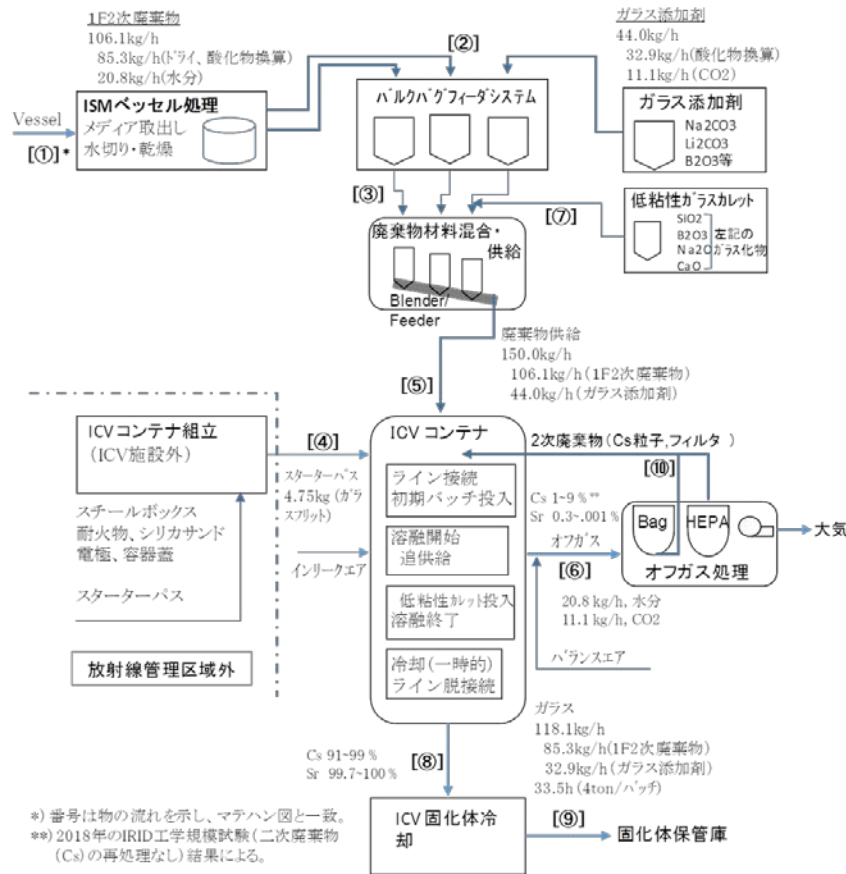 1F2次廃棄物
106.1kg/h
85.3kg/h(ﾄﾞﾗｲ、酸化物換算)
20.8kg/h(水分)
[②]
ガラス添加剤
44.0kg/h
32.9kg/h(酸化物換算)
11.1kg/h(CO2)
Vessel
[①]*
ISMベッセル処理
メディア取出し
水切り・乾燥
ﾊﾞﾙｸﾊﾞｸﾞﾌｨｰﾀﾞｼｽﾃﾑ
ガラス添加剤
Na2CO3
Li2CO3
B2O3等
[③]
[⑦]
低粘性ｶﾞﾗｽｶﾚｯﾄ
SiO2
B2O3
Na2O
CaO
左記の
ガラス化物
廃棄物材料混合・
供給
Blender/
Feeder
廃棄物供給
150.0kg/h
106.1kg/h(1F2次廃棄物)
44.0kg/h(ガラス添加剤)
[⑤]
ICVコンテナ組立
(ICV施設外)
[④]
スターターパス
4.75kg (ガラ
スフリット)
スチールボックス
耐火物、シリカサンド
電極、容器蓋
スターターパス
インリークエア
放射線管理区域外
ICV コンテナ
ライン接続
初期バッチ投入
溶融開始
追供給
低粘性ｶﾚｯﾄ投入
溶融終了
冷却(一時的)
ライン脱接続
2次廃棄物(Cs粒子,フィルタ )
[⑩]
Cs 1~9 %**
Sr 0.3~.001 %
オフガス
[⑥]
Bag
HEPA
オフガス処理
大気
20.8 kg/h, 水分
11.1 kg/h, CO2
バランスエア
ガラス
118.1kg/h
85.3kg/h(1F2次廃棄物)
32.9kg/h(ガラス添加剤)
33.5h (4ton/バッチ)
Cs 91~99 %
Sr 99.7~100 %
[⑧]
ICV 固化体冷
却
[⑨]
固化体保管庫
*) 番号は物の流れを示し、マテハン図と一致。
**) 2018年のIRID工学規模試験(二次廃棄物
(Cs)の再処理なし)結果による。